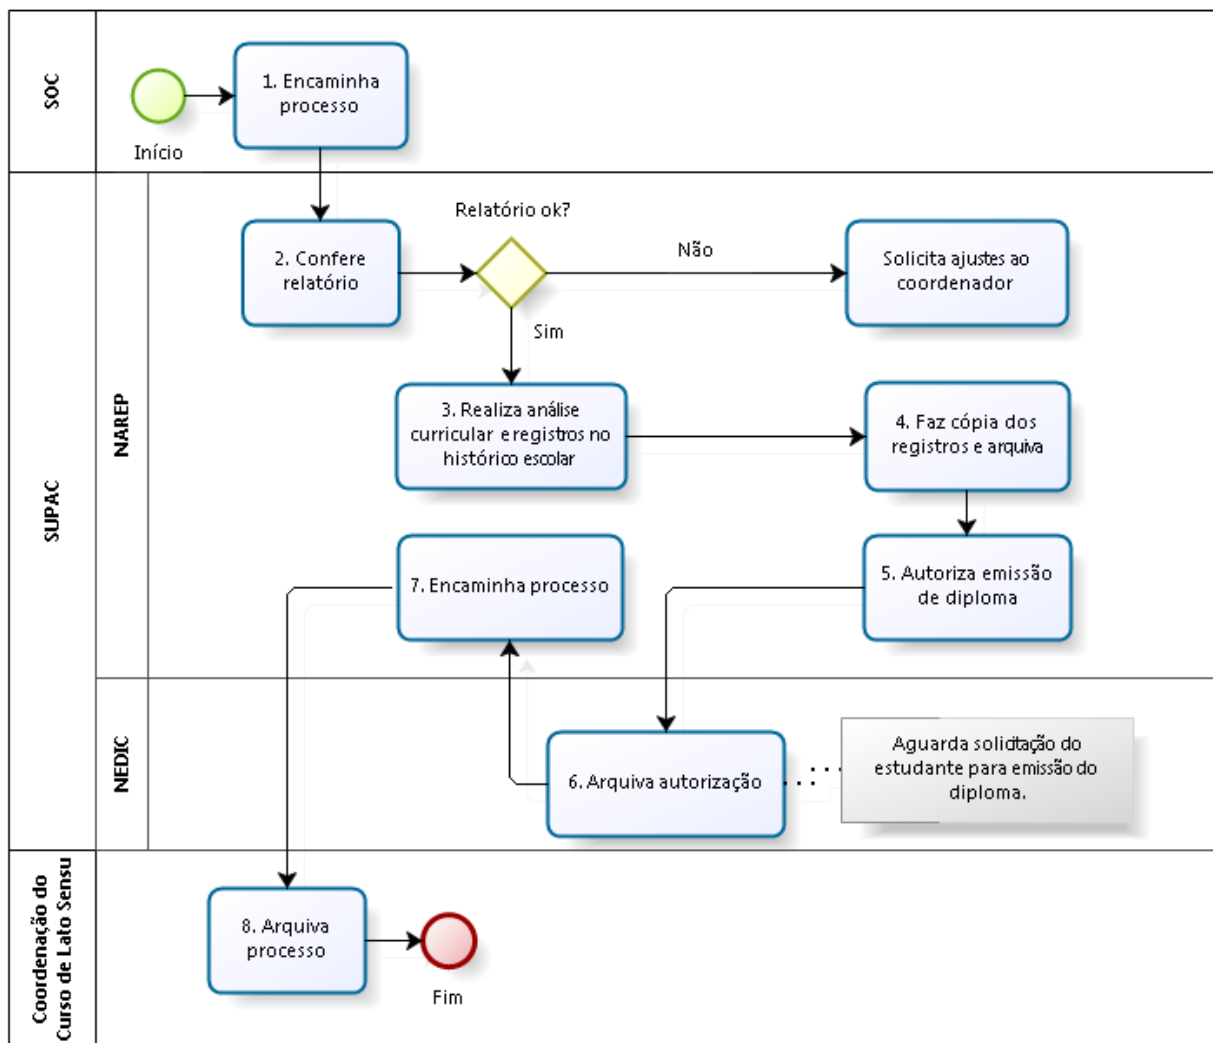 SOC
1. Encaminha
processo
Início
SUPAC
NAREP
Relatório ok?
2. Confere
relatório
Não
Solicita ajustes ao
coordenador
Sim
3. Realiza análise
curricular e registros no
histórico escolar
4. Faz cópia dos
registros e arquiva
7. Encaminha processo
5. Autoriza emissão
de diploma
NEDIC
6. Arquiva autorização
Aguarda solicitação do
estudante para emissão do
diploma.
Coordenação do
Curso de Lato Sensu
8. Arquiva
processo
Fim